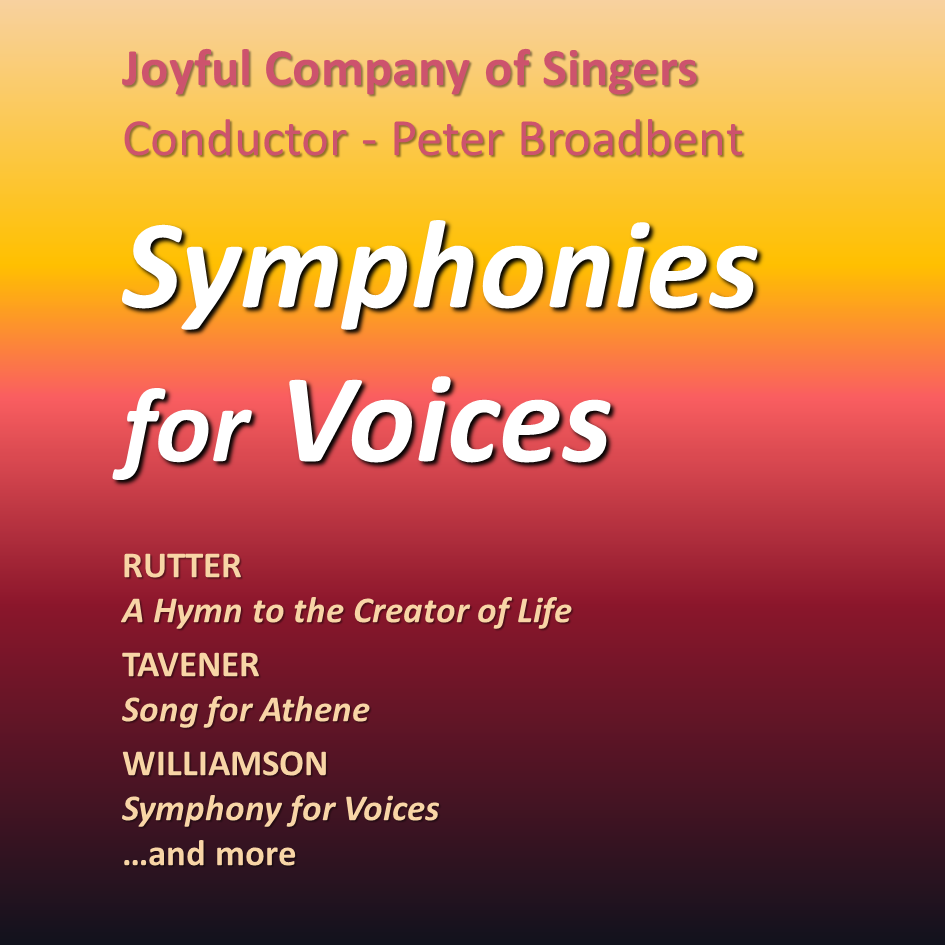 Joyful Company of Singers
Conductor - Peter Broadbent
Symphonies
for Voices
RUTTER
A Hymn to the Creator of Life
TAVENER
Song for Athene
WILLIAMSON
Symphony for Voices
...and more